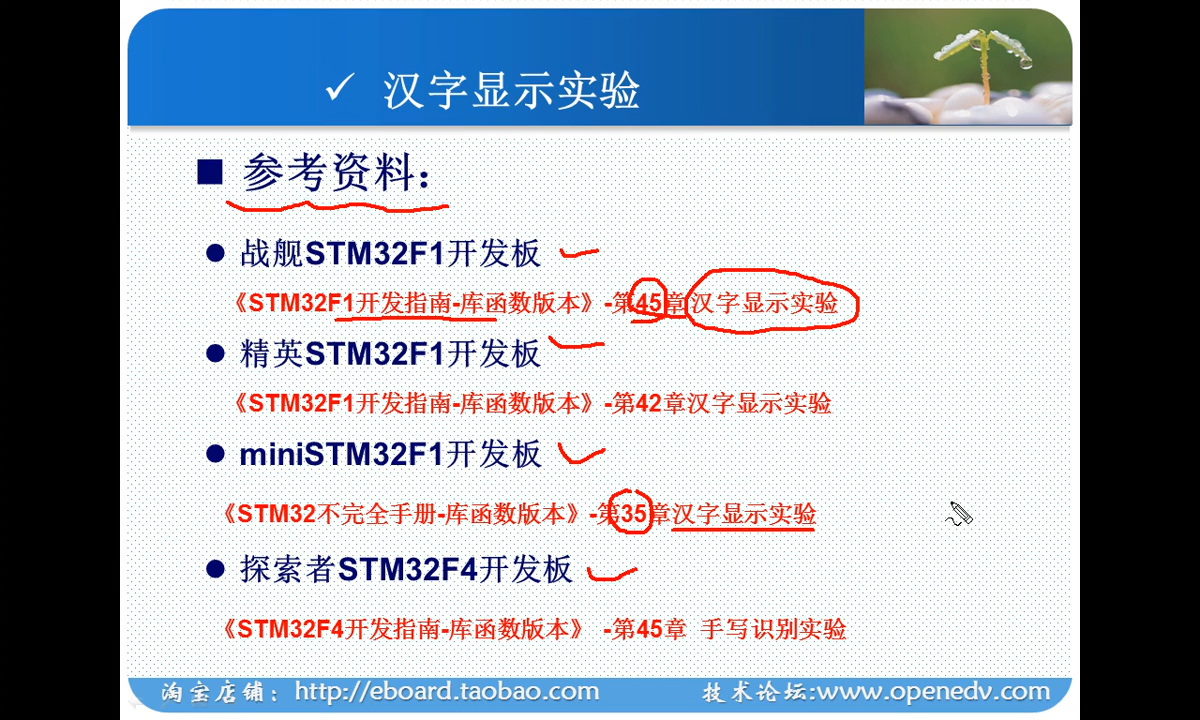 ✓ 汉字显示实验
■ 参考资料：
● 战舰STM32F1开发板
《STM32F1开发指南-库函数版本》-第45章汉字显示实验
● 精英STM32F1开发板
《STM32F1开发指南-库函数版本》-第42章汉字显示实验
● miniSTM32F1开发板
《STM32不完全手册-库函数版本》-第35章汉字显示实验
● 探索者STM32F4开发板
《STM32F4开发指南-库函数版本》 -第45章 手写识别实验
淘宝店铺：http://eboard.taobao.com
技术论坛:www.openedv.com